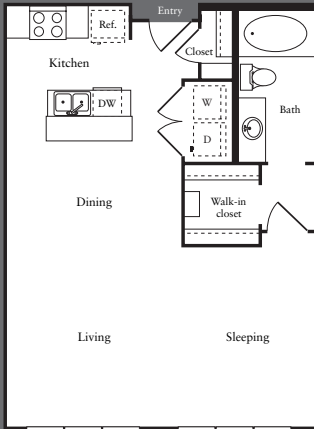 Entry
Ref.
Closet
Kitchen
W
DW
Bath
D
Dining
Walk-in
closet
Living
Sleeping